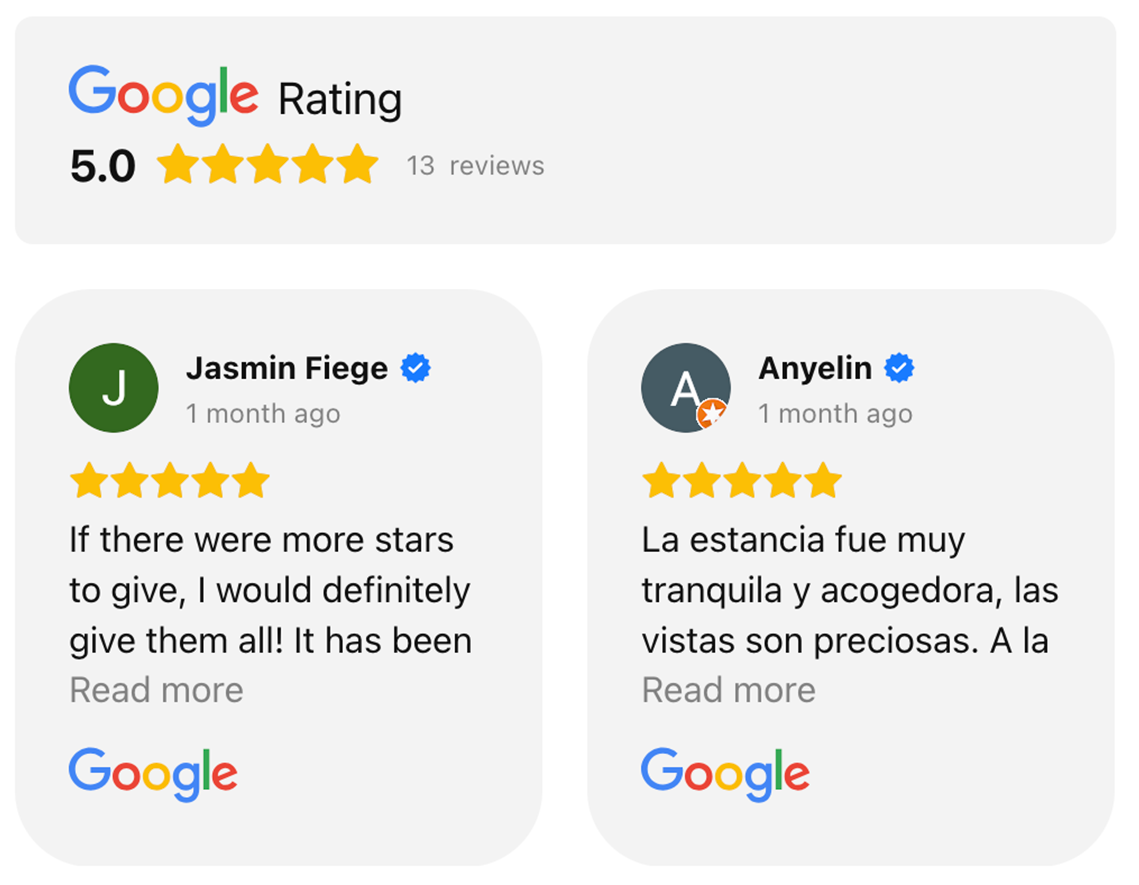 Google Rating
5.0 13 reviews
J Jasmin Fiege
1 month ago
If there were more stars
to give, I would definitely
give them all! It has been
Read more
Google
A Anyelin
1 month ago
La estancia fue muy
tranquila y acogedora, las
vistas son preciosas. A la
Read more
Google